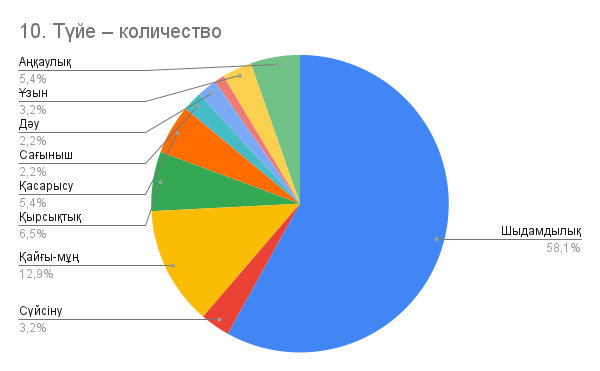 10. Түйе – количество
Аңқаулық
5,4%
Ұзын
3,2%
Дәу
2,2%
Сағыныш
2,2%
Қасарысу
5,4%
Қырсықтық
6,5%
Қайғы-мұң
12,9%
Сүйсіну
3,2%
Шыдамдылық
58,1%